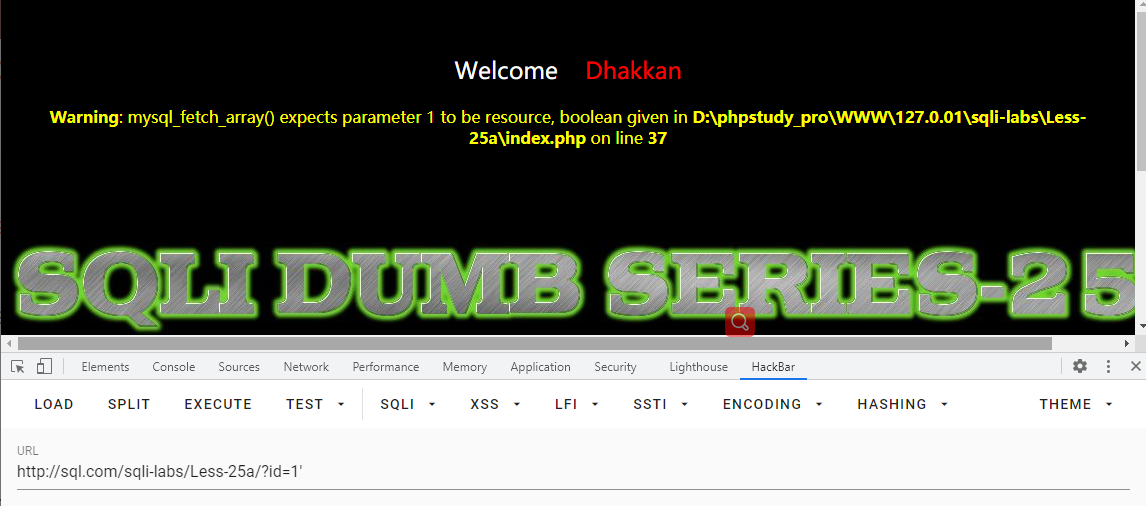 Welcome Dhakkan
Warning: mysql_fetch_array() expects parameter 1 to be resource, boolean given in D:\phpstudy_pro\WWW\127.0.01\sqli-labs\Less-
25a\index.php on line 37
SQLI DUMB SERIES-25
Elements Console Sources Network Performance Memory Application Security Lighthouse HackBar
LOAD SPLIT EXECUTE TEST SQLI XSS LFI SSTI ENCODING HASHING THEME
URL
http://sql.com/sqli-labs/Less-25a/?id=1'